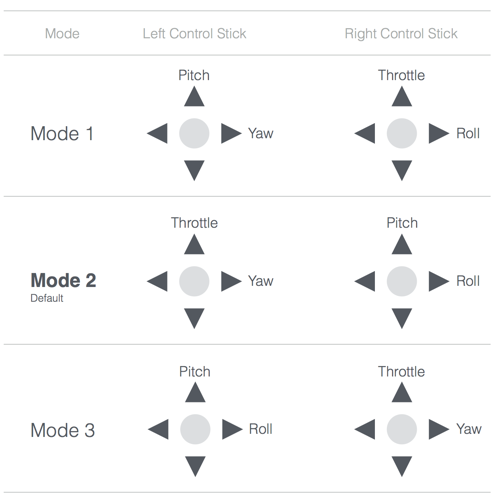 Mode Left Control Stick Right Control Stick
Pitch Throttle
Mode 1 Yaw Roll
Throttle Pitch
Mode 2 Yaw Roll
Default
Pitch Throttle
Mode 3 Roll Yaw